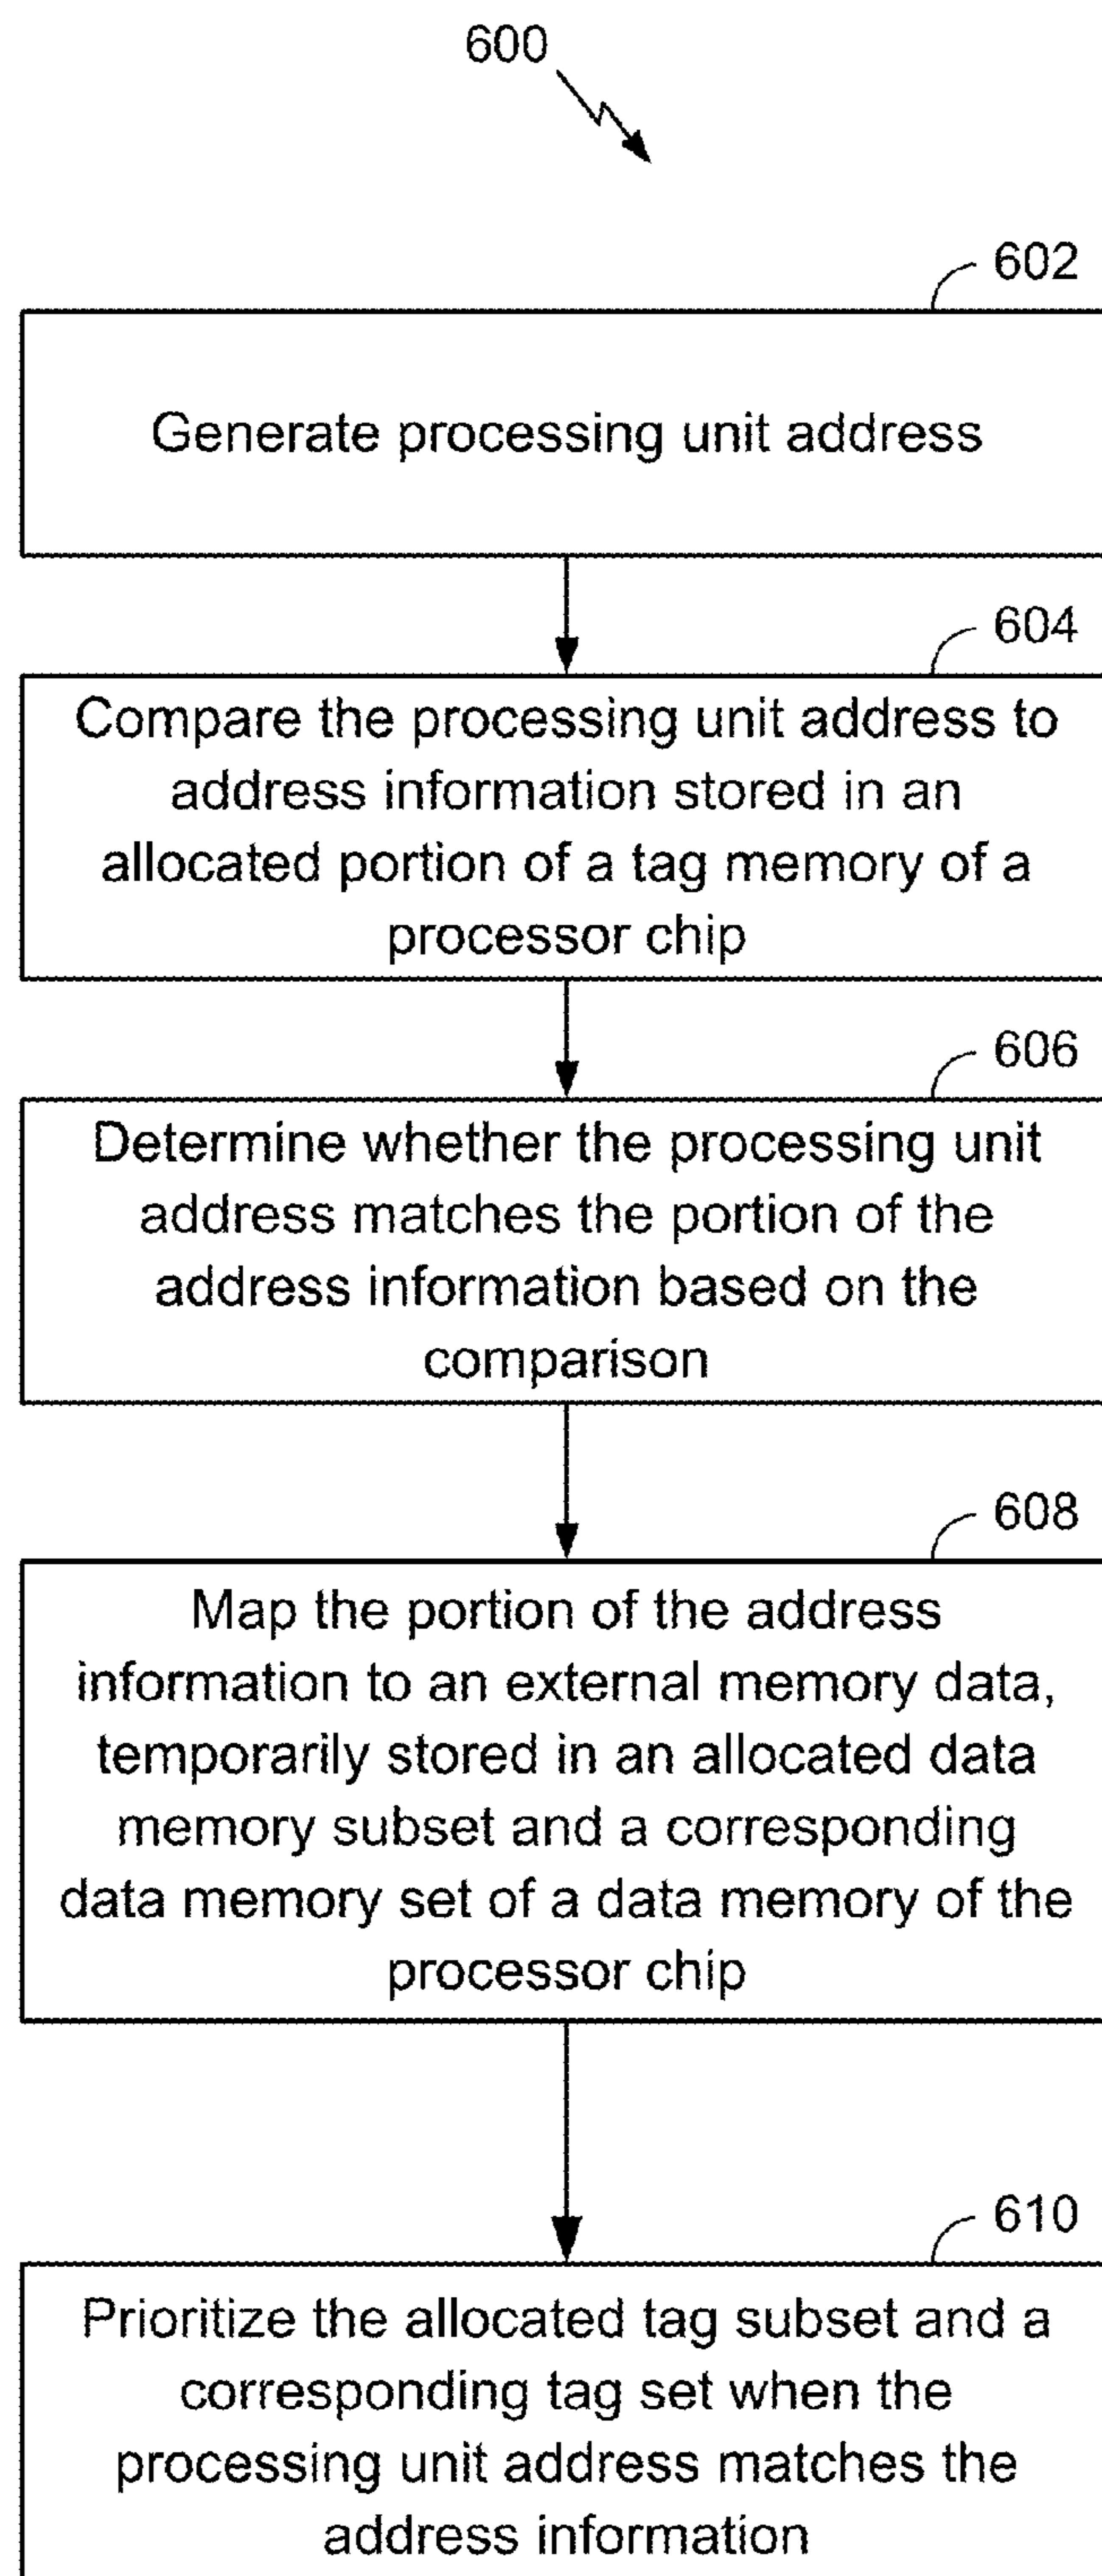 600
602
Generate processing unit address
604
Compare the processing unit address to
address information stored in an
allocated portion of a tag memory of a
processor chip
606
Determine whether the processing unit
address matches the portion of the
address information based on the
comparison
608
Map the portion of the address
information to an external memory data,
temporarily stored in an allocated data
memory subset and a corresponding
data memory set of a data memory of the
processor chip
610
Prioritize the allocated tag subset and a
corresponding tag set when the
processing unit address matches the
address information